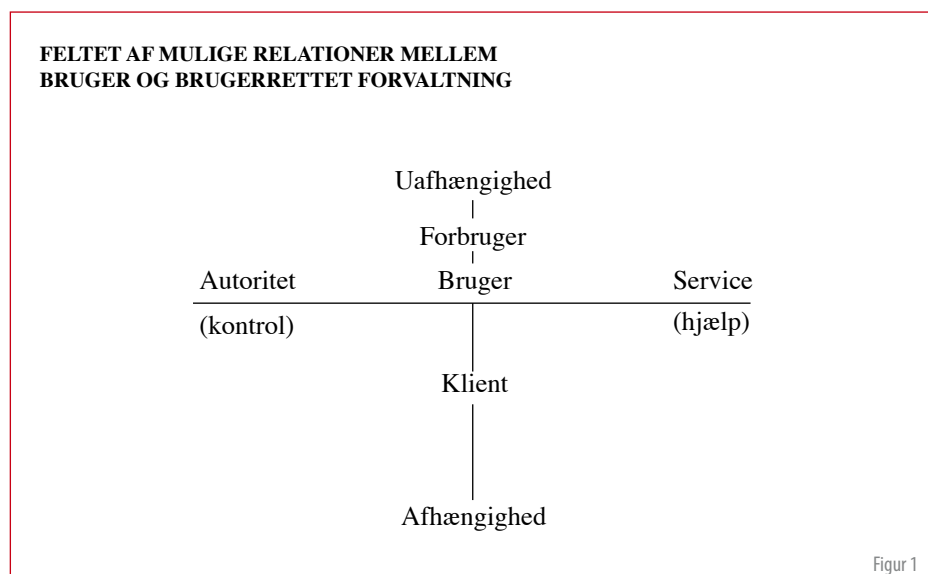 FELTET AF MULIGE RELATIONER MELLEM
BRUGER OG BRUGERRETTET FORVALTNING
Uafhængighed
Forbruger
Autoritet Bruger Service
(kontrol) (hjælp)
Klient
Afhængighed
Figur 1